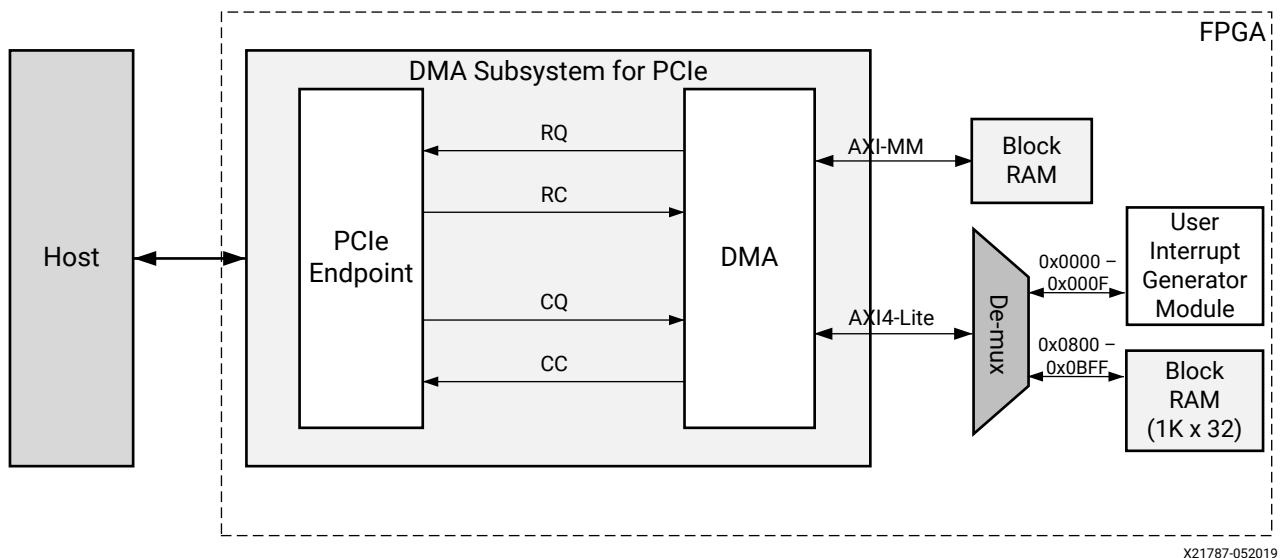 FPGA
DMA Subsystem for PCIe
Host
PCIe
Endpoint
RQ
RC
CQ
CC
DMA
AXI-MM
Block
RAM
AXI4-Lite
De-mux
0x0000 –
0x000F
User
Interrupt
Generator
Module
0x0800 –
0x0BFF
Block
RAM
(1K x 32)
X21787-052019